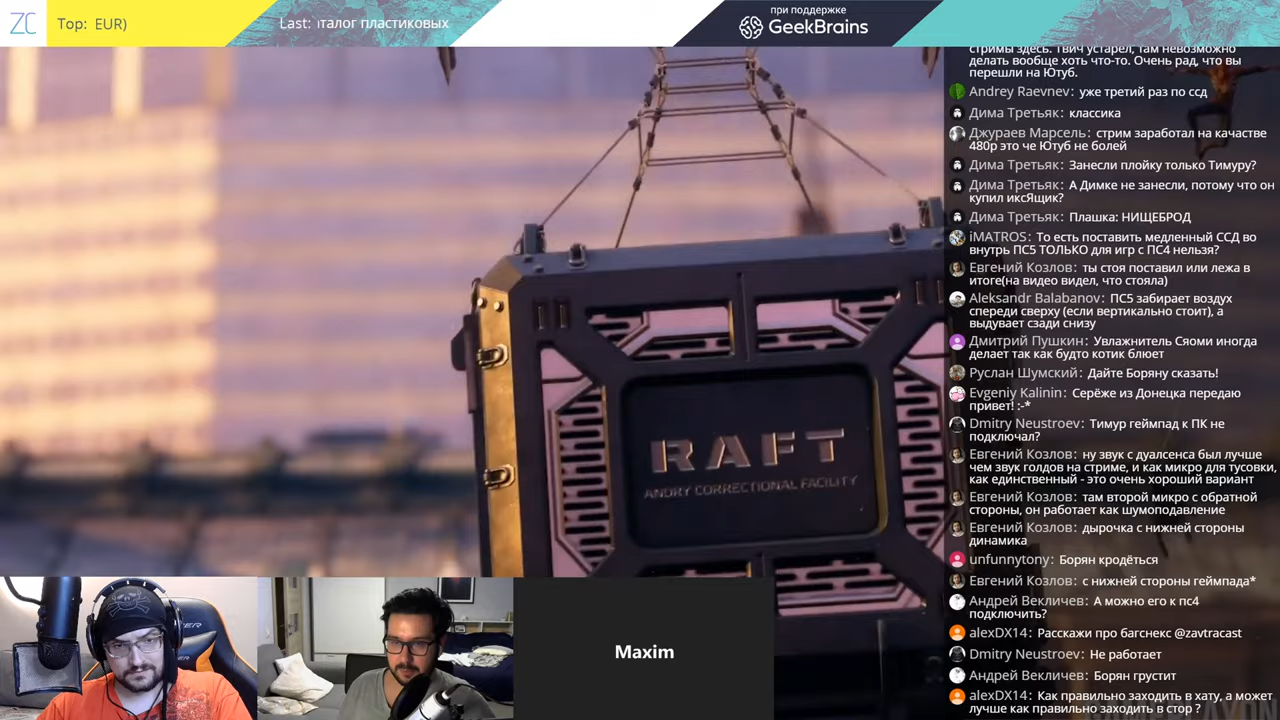 ZC
Top: EUR)
Last: талог пластиковых
при поддержке
GeekBrains
стримы здесь. Твич устарел, там невозможно
делать вообще хоть что-то. Очень рад, что вы
перешли на Ютуб.
Andrey Raevnev: уже третий раз по ссд
Дима Третьяк: классика
Джураев Марсель: стрим заработал на качастве
480р это че Ютуб не болей
Дима Третьяк: Занесли плойку только Тимуру?
Дима Третьяк: А Димке не занесли, потому что он
купил иксЯщик?
Дима Третьяк: Плашка: НИЩЕБРОД
iMATROS: То есть поставить медленный ССД во
внутрь ПС5 ТОЛЬКО для игр с ПС4 нельзя?
Евгений Козлов: ты стоя поставил или лежа в
итоге(на видео видел, что стояла)
Aleksandr Balabanov: ПС5 забирает воздух
спереди сверху (если вертикально стоит), а
выдувает сзади снизу
Дмитрий Пушкин: Увлажнитель Сяоми иногда
делает так как будто котик блюет
Руслан Шумский: Дайте Боряну сказать!
Evgeniy Kalinin: Серёже из Донецка передаю
привет! :-*
Dmitry Neustroev: Тимур геймпад к ПК не
подключал?
Евгений Козлов: ну звук с дуалсенса был лучше
чем звук голдов на стриме, и как микро для тусовки,
как единственный - это очень хороший вариант
Евгений Козлов: там второй микро с обратной
стороны, он работает как шумоподавление
Евгений Козлов: дырочка с нижней стороны
динамика
unfunnytony: Борян кродёться
Евгений Козлов: с нижней стороны геймпада*
Андрей Векличев: А можно его к пс4
подключить?
alexDX14: Расскажи про багснекс @zavtracast
Dmitry Neustroev: Не работает
Андрей Векличев: Борян грустит
alexDX14: Как правильно заходить в хату, а может
лучше как правильно заходить в стор ?
RAFT
ANDRY CORRECTIONAL FACILITY
Maxim